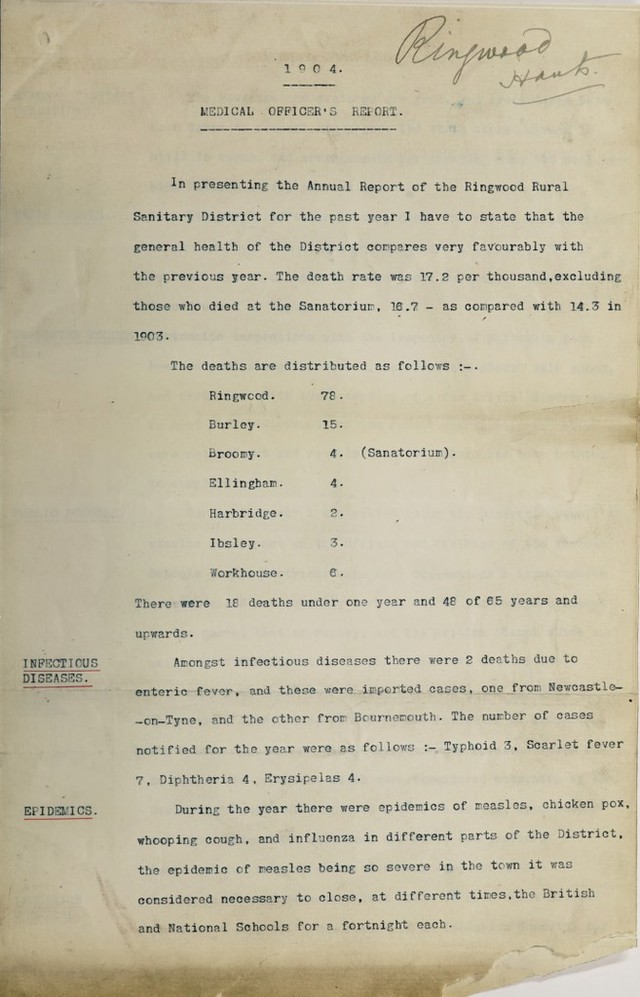 Ringwood
Hants.
1904.
MEDICAL OFFICER'S REPORT.
In presenting the Annual Report of the Ringwood Rural
Sanitary District for the past year I have to state that the
general health of the District compares very favourably with
the previous year. The death rate was 17.2 per thousand,excluding
those who died at the Sanatorium, 16.7 - as compared with 14.3 in
1903.
The deaths are distributed as follows :-.
Ringwood. 78.
Burley. 15.
Broomy. 4. (Sanatorium).
Ellingham. 4.
Harbridge. 2.
Ibsley. 3.
Workhouse. 6.
There were 18 deaths under one year and 48 of 65 years and
upwards.
INFECTIOUS
DISEASES.
Amongst infectious diseases there were 2 deaths due to
enteric fever, and these were imported cases, one from Newcastle-
-on-Tyne, and the other from Bournemouth. The number of cases
notified for the year were as follows :- Typhoid 3, Scarlet fever
7, Diphtheria 4, Erysipelas 4.
EPIDEMICS.
During the year there were epidemics of measles, chicken pox,
whooping cough, and influenza in different parts of the District,
the epidemic of measles being so severe in the town it was
considered necessary to close, at different times,the British
and National Schools for a fortnight each.